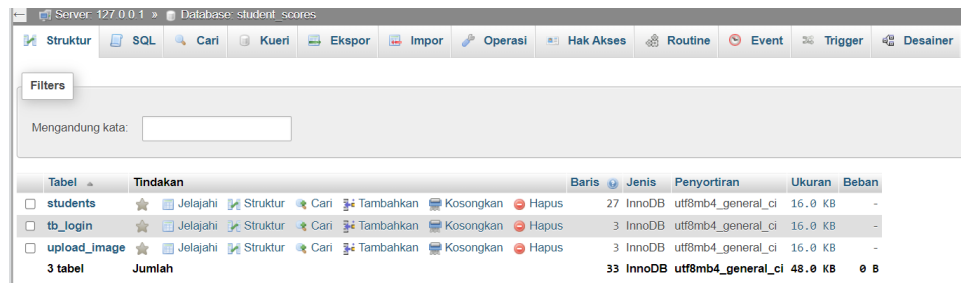 Server: 127.0.0.1 » Database: student_scores
Struktur SQL Cari Kueri Ekspor Impor Operasi Hak Akses Routine Event Trigger Desainer
Filters
Mengandung kata:
Tabel Tindakan Baris Jenis Penyortiran Ukuran Beban
students Jelajahi Struktur Cari Tambahkan Kosongkan Hapus 27 InnoDB utf8mb4_general_ci 16.0 KB -
tb_login Jelajahi Struktur Cari Tambahkan Kosongkan Hapus 3 InnoDB utf8mb4_general_ci 16.0 KB -
upload_image Jelajahi Struktur Cari Tambahkan Kosongkan Hapus 3 InnoDB utf8mb4_general_ci 16.0 KB -
3 tabel Jumlah 33 InnoDB utf8mb4_general_ci 48.0 KB 0 B